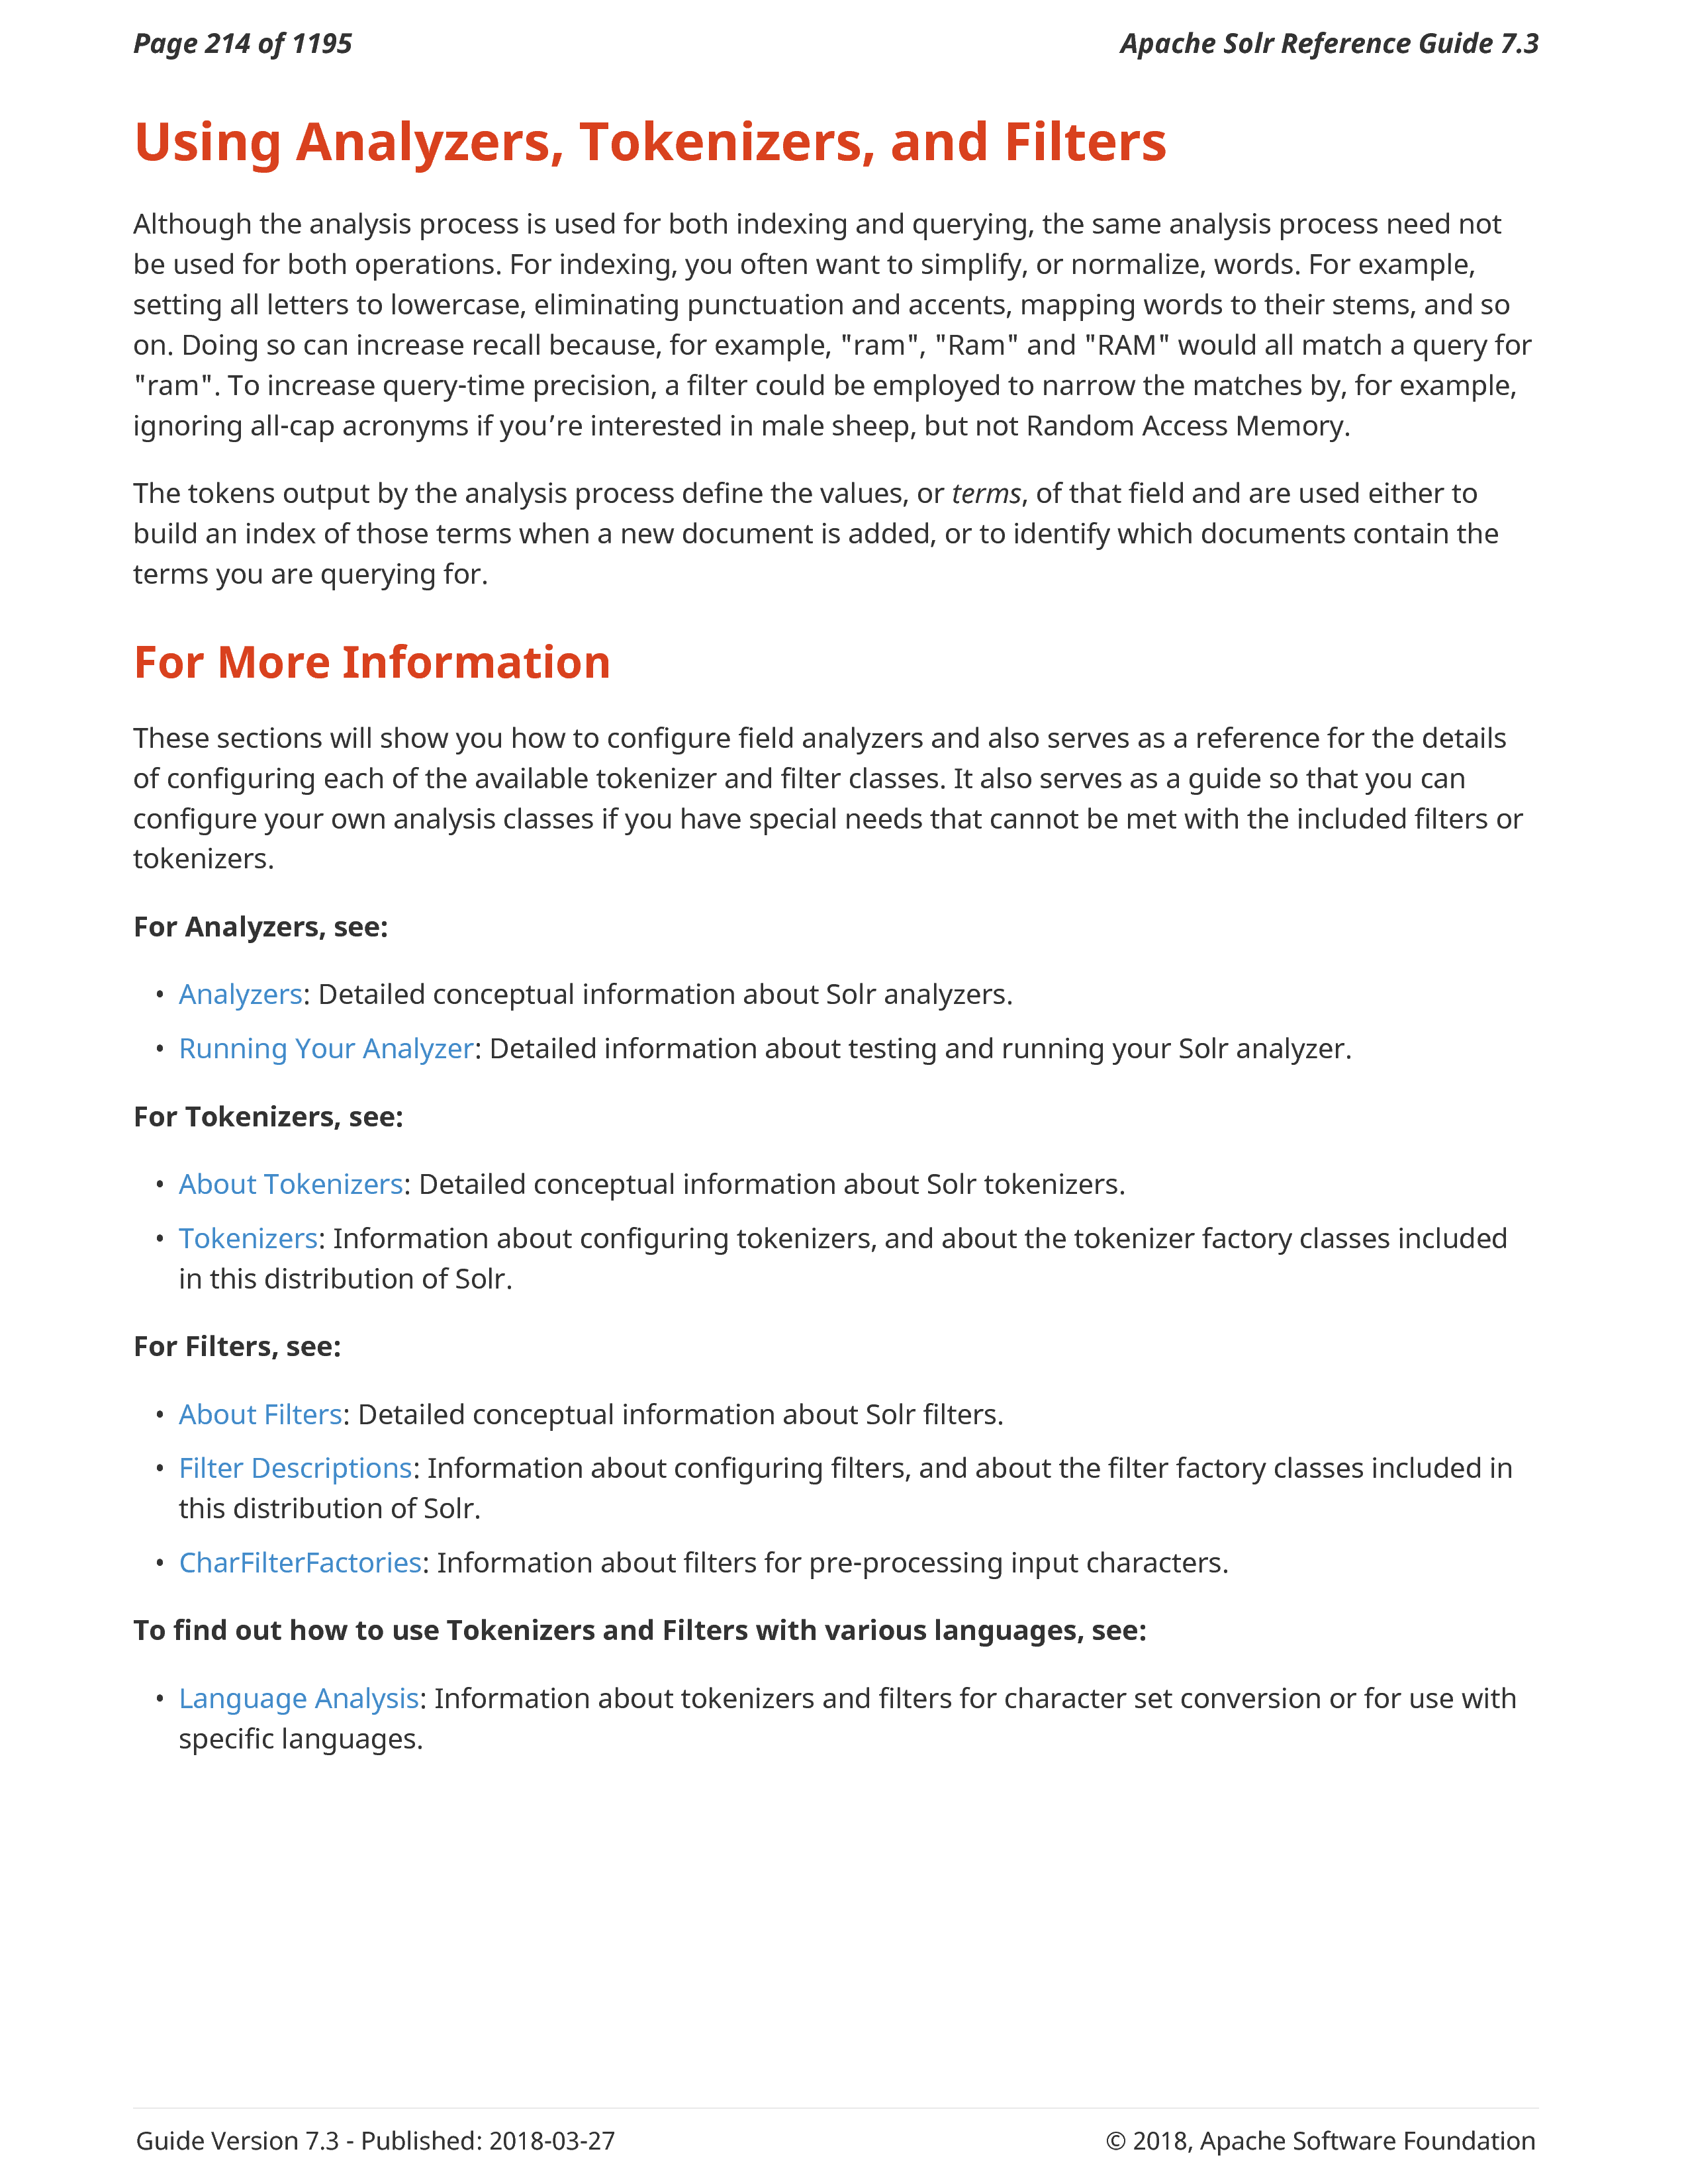 Page 214 of 1195
Apache Solr Reference Guide 7.3
Using Analyzers, Tokenizers, and Filters
Although the analysis process is used for both indexing and querying, the same analysis process need not
be used for both operations. For indexing, you often want to simplify, or normalize, words. For example,
setting all letters to lowercase, eliminating punctuation and accents, mapping words to their stems, and so
on. Doing so can increase recall because, for example, "ram", "Ram" and "RAM" would all match a query for
"ram". To increase query-time precision, a filter could be employed to narrow the matches by, for example,
ignoring all-cap acronyms if you’re interested in male sheep, but not Random Access Memory.
The tokens output by the analysis process define the values, or terms, of that field and are used either to
build an index of those terms when a new document is added, or to identify which documents contain the
terms you are querying for.
For More Information
These sections will show you how to configure field analyzers and also serves as a reference for the details
of configuring each of the available tokenizer and filter classes. It also serves as a guide so that you can
configure your own analysis classes if you have special needs that cannot be met with the included filters or
tokenizers.
For Analyzers, see:
• Analyzers: Detailed conceptual information about Solr analyzers.
• Running Your Analyzer: Detailed information about testing and running your Solr analyzer.
For Tokenizers, see:
• About Tokenizers: Detailed conceptual information about Solr tokenizers.
• Tokenizers: Information about configuring tokenizers, and about the tokenizer factory classes included
in this distribution of Solr.
For Filters, see:
• About Filters: Detailed conceptual information about Solr filters.
• Filter Descriptions: Information about configuring filters, and about the filter factory classes included in
this distribution of Solr.
• CharFilterFactories: Information about filters for pre-processing input characters.
To find out how to use Tokenizers and Filters with various languages, see:
• Language Analysis: Information about tokenizers and filters for character set conversion or for use with
specific languages.
Guide Version 7.3 - Published: 2018-03-27
© 2018, Apache Software Foundation